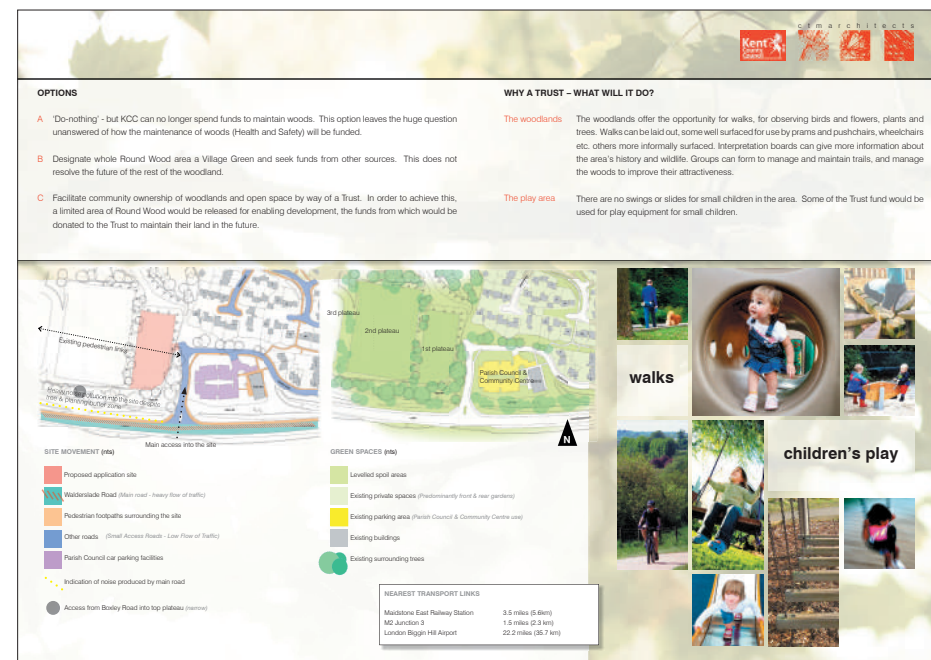 ctmarchitects
Kent
County
Council
OPTIONS
A 'Do-nothing' - but KCC can no longer spend funds to maintain woods. This option leaves the huge question
unanswered of how the maintenance of woods (Health and Safety) will be funded.
B Designate whole Round Wood area a Village Green and seek funds from other sources. This does not
resolve the future of the rest of the woodland.
C Facilitate community ownership of woodlands and open space by way of a Trust. In order to achieve this,
a limited area of Round Wood would be released for enabling development, the funds from which would be
donated to the Trust to maintain their land in the future.
WHY A TRUST – WHAT WILL IT DO?
The woodlands The woodlands offer the opportunity for walks, for observing birds and flowers, plants and
trees. Walks can be laid out, some well surfaced for use by prams and pushchairs, wheelchairs
etc. others more informally surfaced. Interpretation boards can give more information about
the area's history and wildlife. Groups can form to manage and maintain trails, and manage
the woods to improve their attractiveness.
The play area There are no swings or slides for small children in the area. Some of the Trust fund would be
used for play equipment for small children.
Existing pedestrian links
noise pollution into the site despite
tree & planting buffer zone
Main access into the site
3rd plateau
2nd plateau
1st plateau
Parish Council &
Community Centre
N
SITE MOVEMENT (nts)
Proposed application site
Walderslade Road (Main road - heavy flow of traffic)
Pedestrian footpaths surrounding the site
Other roads (Small Access Roads - Low Flow of Traffic)
Parish Council car parking facilities
Indication of noise produced by main road
Access from Boxley Road into top plateau (narrow)
GREEN SPACES (nts)
Levelled spoil areas
Existing private spaces (Predominantly front & rear gardens)
Existing parking area (Parish Council & Community Centre use)
Existing buildings
Existing surrounding trees
NEAREST TRANSPORT LINKS
Maidstone East Railway Station 3.5 miles (5.6km)
M2 Junction 3 1.5 miles (2.3 km)
London Biggin Hill Airport 22.2 miles (35.7 km)
walks
children's play